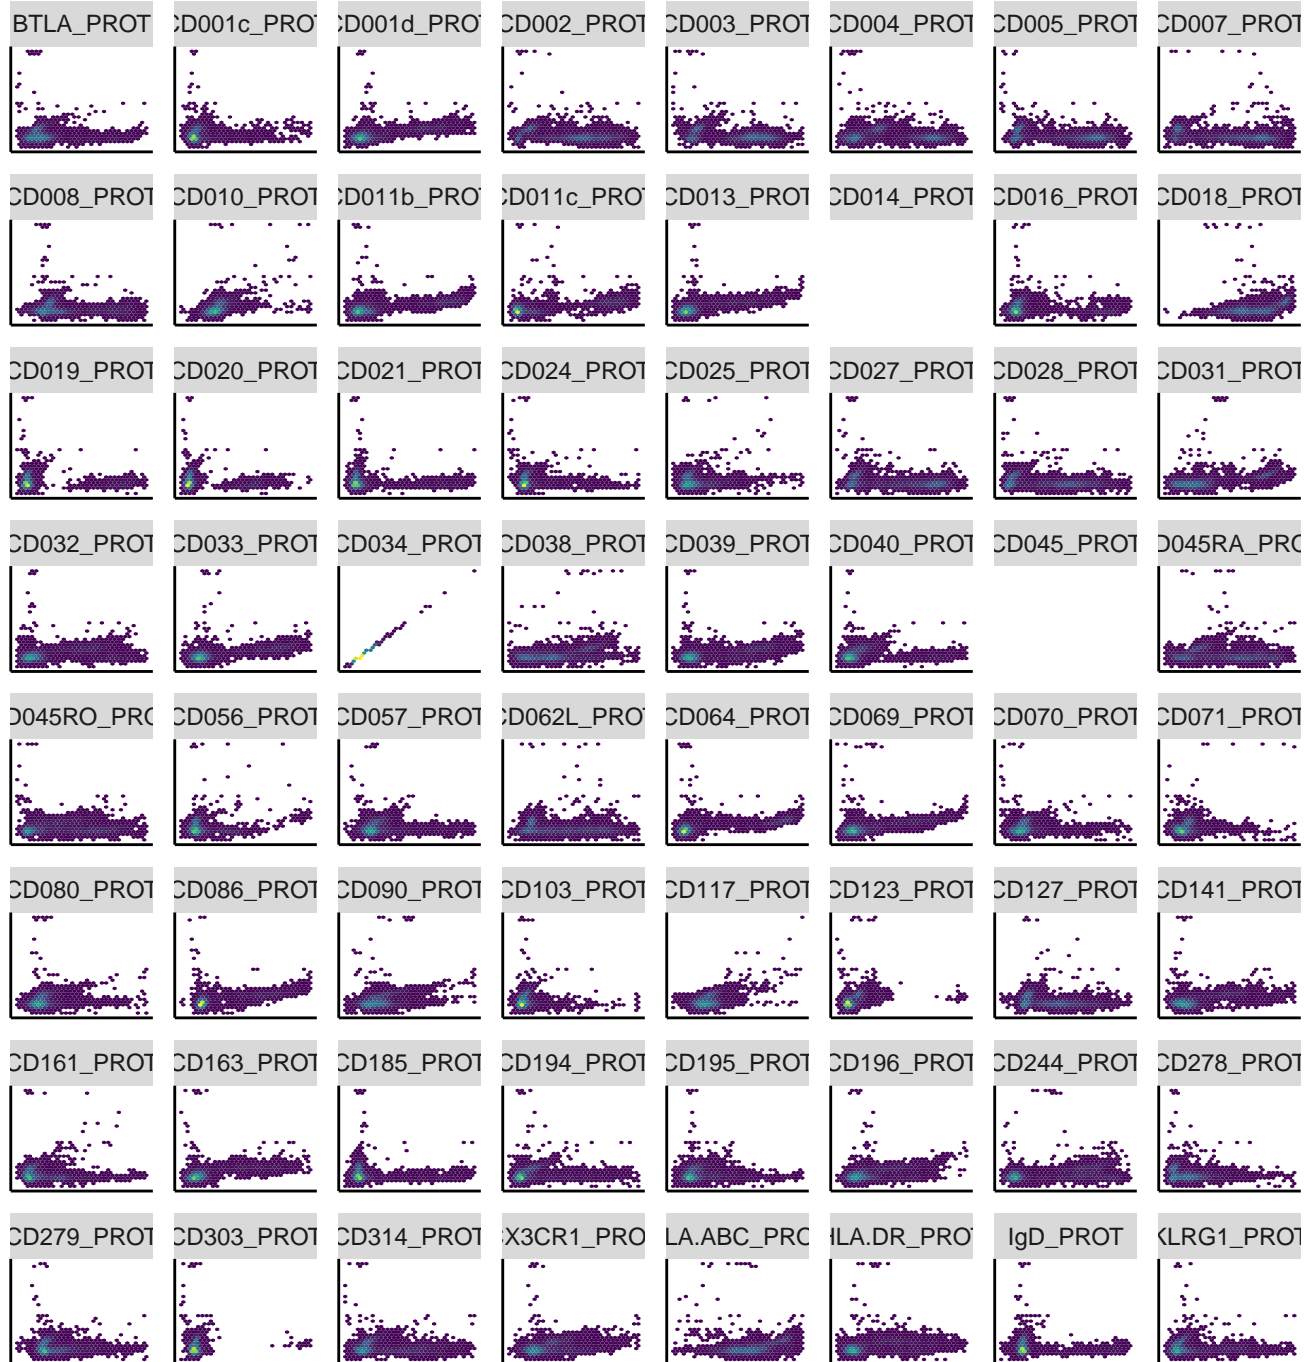 BTLA_PROT CD001c_PROT CD001d_PROT CD002_PROT CD003_PROT CD004_PROT CD005_PROT CD007_PROT
CD008_PROT CD010_PROT CD011b_PROT CD011c_PROT CD013_PROT CD014_PROT CD016_PROT CD018_PROT
CD019_PROT CD020_PROT CD021_PROT CD024_PROT CD025_PROT CD027_PROT CD028_PROT CD031_PROT
CD032_PROT CD033_PROT CD034_PROT CD038_PROT CD039_PROT CD040_PROT CD045_PROT D045RA_PRO
D045RO_PRO CD056_PROT CD057_PROT CD062L_PROT CD064_PROT CD069_PROT CD070_PROT CD071_PROT
CD080_PROT CD086_PROT CD090_PROT CD103_PROT CD117_PROT CD123_PROT CD127_PROT CD141_PROT
CD161_PROT CD163_PROT CD185_PROT CD194_PROT CD195_PROT CD196_PROT CD244_PROT CD278_PROT
CD279_PROT CD303_PROT CD314_PROT CX3CR1_PRO LA.ABC_PRO HLA.DR_PROT IgD_PROT KLRG1_PROT